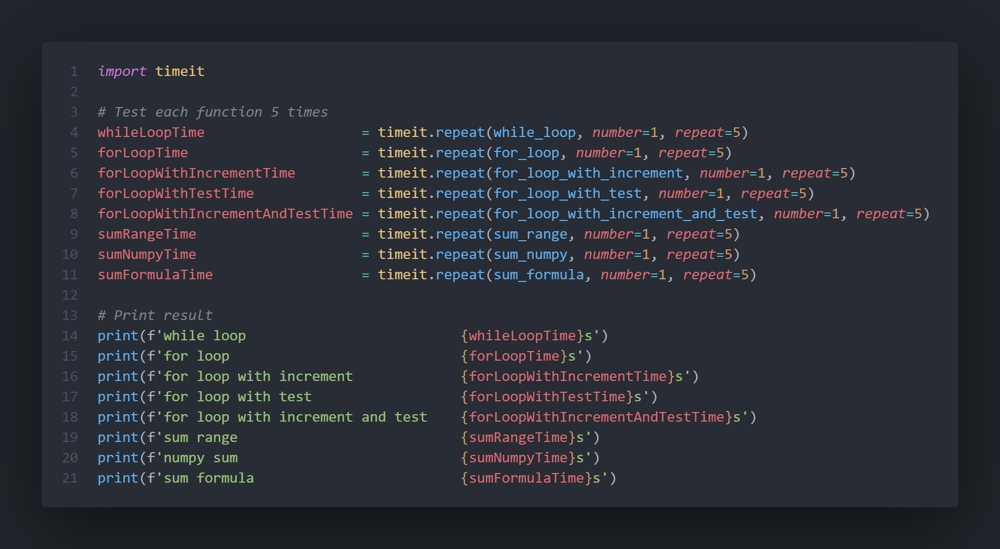 1 import timeit
2
3 # Test each function 5 times
4 whileLoopTime                   = timeit.repeat(while_loop, number=1, repeat=5)
5 forLoopTime                     = timeit.repeat(for_loop, number=1, repeat=5)
6 forLoopWithIncrementTime        = timeit.repeat(for_loop_with_increment, number=1, repeat=5)
7 forLoopWithTestTime             = timeit.repeat(for_loop_with_test, number=1, repeat=5)
8 forLoopWithIncrementAndTestTime = timeit.repeat(for_loop_with_increment_and_test, number=1, repeat=5)
9 sumRangeTime                    = timeit.repeat(sum_range, number=1, repeat=5)
10 sumNumpyTime                    = timeit.repeat(sum_numpy, number=1, repeat=5)
11 sumFormulaTime                  = timeit.repeat(sum_formula, number=1, repeat=5)
12
13 # Print result
14 print(f'while loop                          {whileLoopTime}s')
15 print(f'for loop                            {forLoopTime}s')
16 print(f'for loop with increment             {forLoopWithIncrementTime}s')
17 print(f'for loop with test                  {forLoopWithTestTime}s')
18 print(f'for loop with increment and test    {forLoopWithIncrementAndTestTime}s')
19 print(f'sum range                           {sumRangeTime}s')
20 print(f'numpy sum                           {sumNumpyTime}s')
21 print(f'sum formula                         {sumFormulaTime}s')